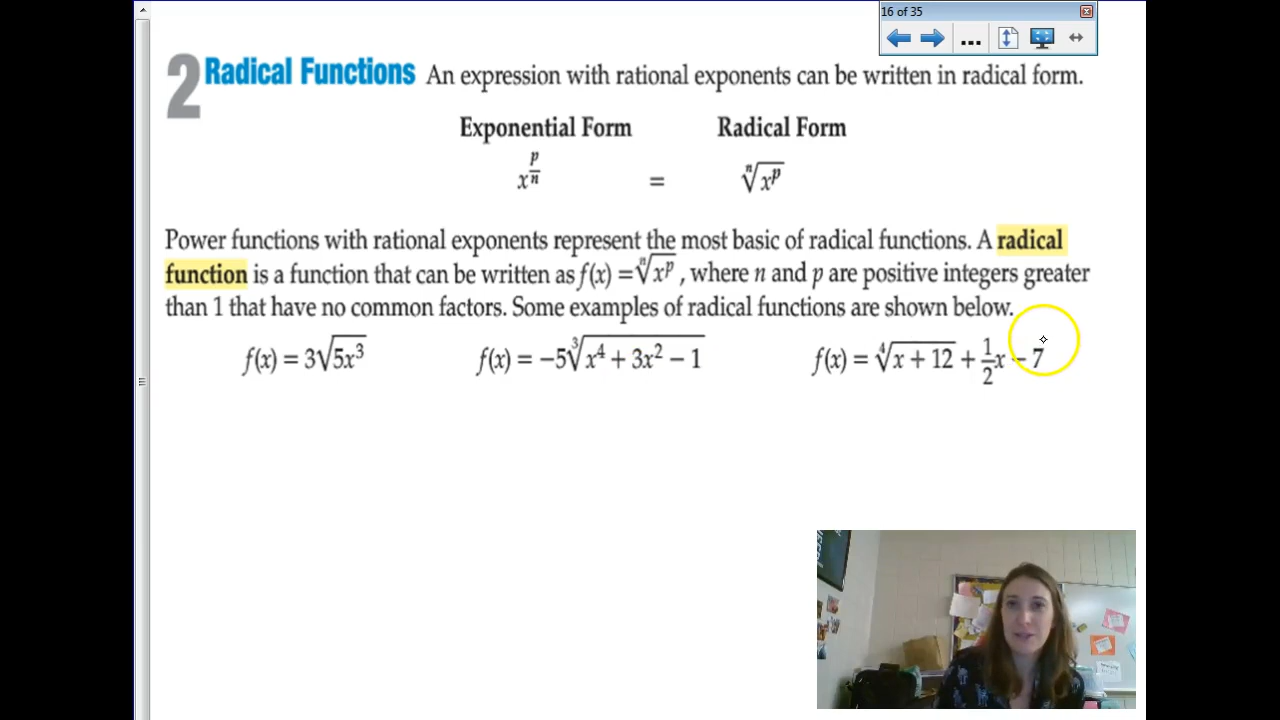 16 of 35
2 Radical Functions An expression with rational exponents can be written in radical form.
Exponential Form Radical Form
x^(p/n) = ⁿ√(x^p)
Power functions with rational exponents represent the most basic of radical functions. A radical
function is a function that can be written as f(x) = ⁿ√(x^p), where n and p are positive integers greater
than 1 that have no common factors. Some examples of radical functions are shown below.
f(x) = 3√(5x³) f(x) = −5∛(x⁴ + 3x² − 1) f(x) = ∜(x + 12) + 1/2 x − 7